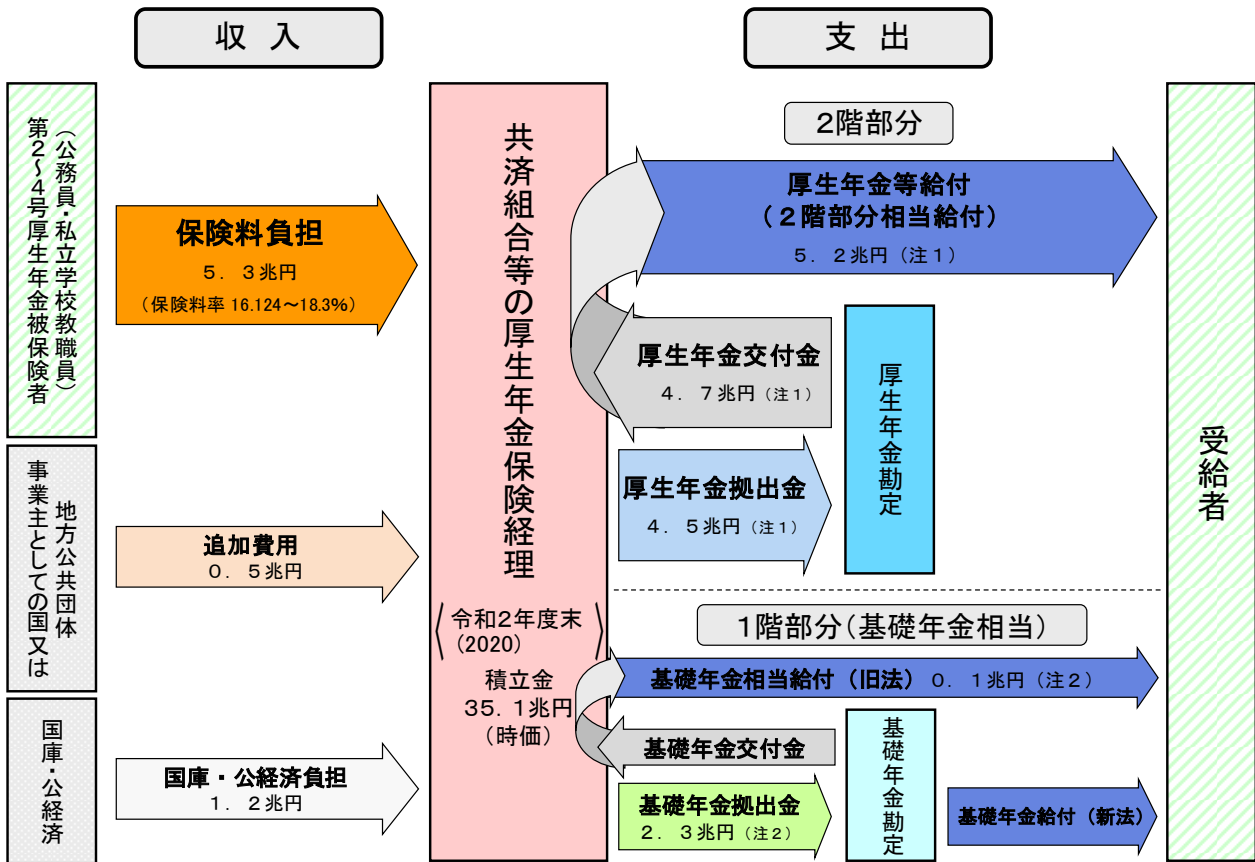 収 入
支 出
第2～4号厚生年金被保険者
（公務員・私立学校教職員）
保険料負担
5．3兆円
（保険料率 16.124～18.3%）
事業主としての国又は
地方公共団体
追加費用
0．5兆円
国庫・公経済
国庫・公経済負担
1．2兆円
共済組合等の厚生年金保険経理
令和2年度末
(2020)
積立金
35．1兆円
（時価）
2階部分
厚生年金等給付
（２階部分相当給付）
5．2兆円（注１）
厚生年金交付金
4．7兆円（注１）
厚生年金拠出金
4．5兆円（注１）
厚生年金勘定
1階部分（基礎年金相当）
基礎年金相当給付（旧法）0．1兆円（注２）
基礎年金交付金
基礎年金拠出金
2．3兆円（注２）
基礎年金勘定
基礎年金給付（新法）
受給者